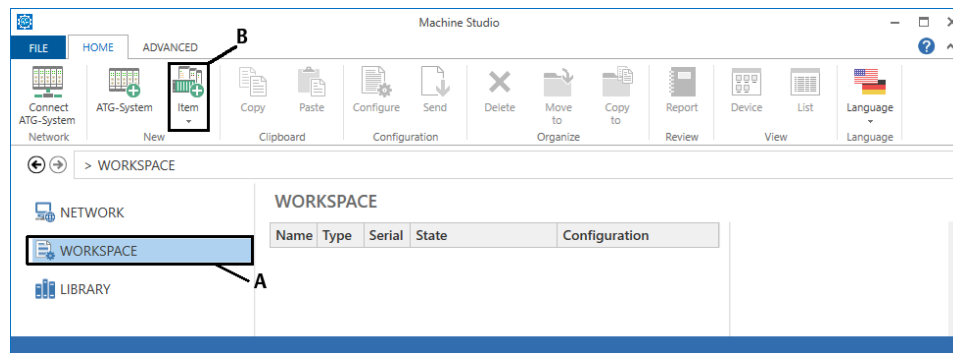 Machine Studio
B
FILE HOME ADVANCED
Connect ATG-System Item Copy Paste Configure Send Delete Move Copy Report Device List Language
ATG-System to to
Network New Clipboard Configuration Organize Review View Language
> WORKSPACE
WORKSPACE
NETWORK
Name Type Serial State Configuration
WORKSPACE
A
LIBRARY